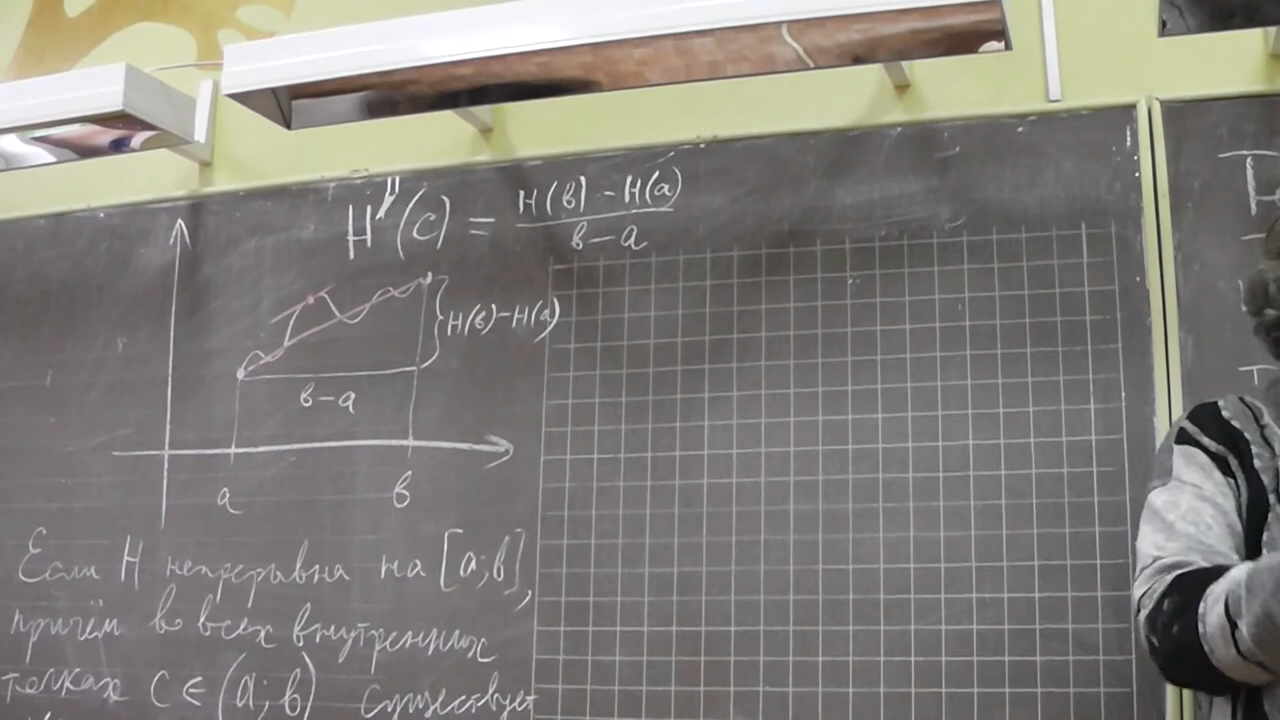 H'(c) = H(в) - H(a) / в - a
H(в) - H(a)
в - a
a
в
Если H непрерывна на [a;в],
причём во всех внутренних
точках c ∈ (a;в) существует